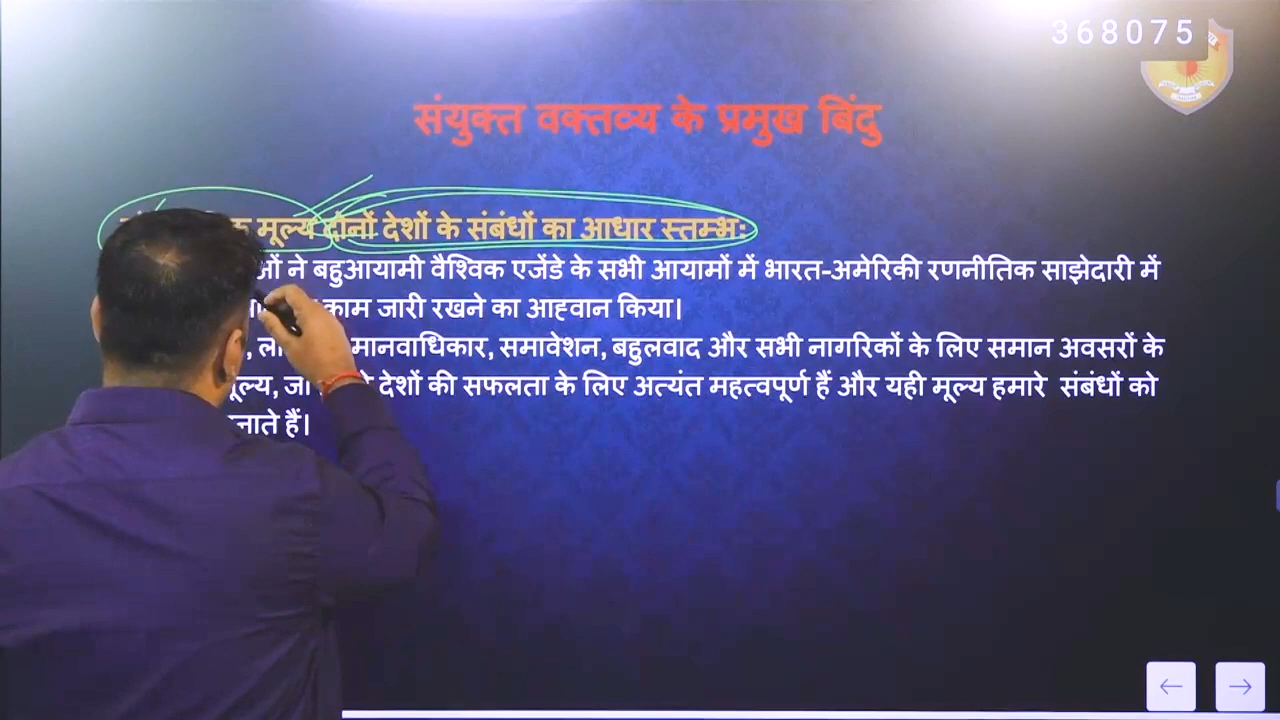 368075
संयुक्त वक्तव्य के प्रमुख बिंदु
मूल्य दोनों देशों के संबंधों का आधार स्तम्भ:
ने बहुआयामी वैश्विक एजेंडे के सभी आयामों में भारत-अमेरिकी रणनीतिक साझेदारी में
काम जारी रखने का आह्वान किया।
मानवाधिकार, समावेशन, बहुलवाद और सभी नागरिकों के लिए समान अवसरों के
देशों की सफलता के लिए अत्यंत महत्वपूर्ण हैं और यही मूल्य हमारे संबंधों को
हैं।